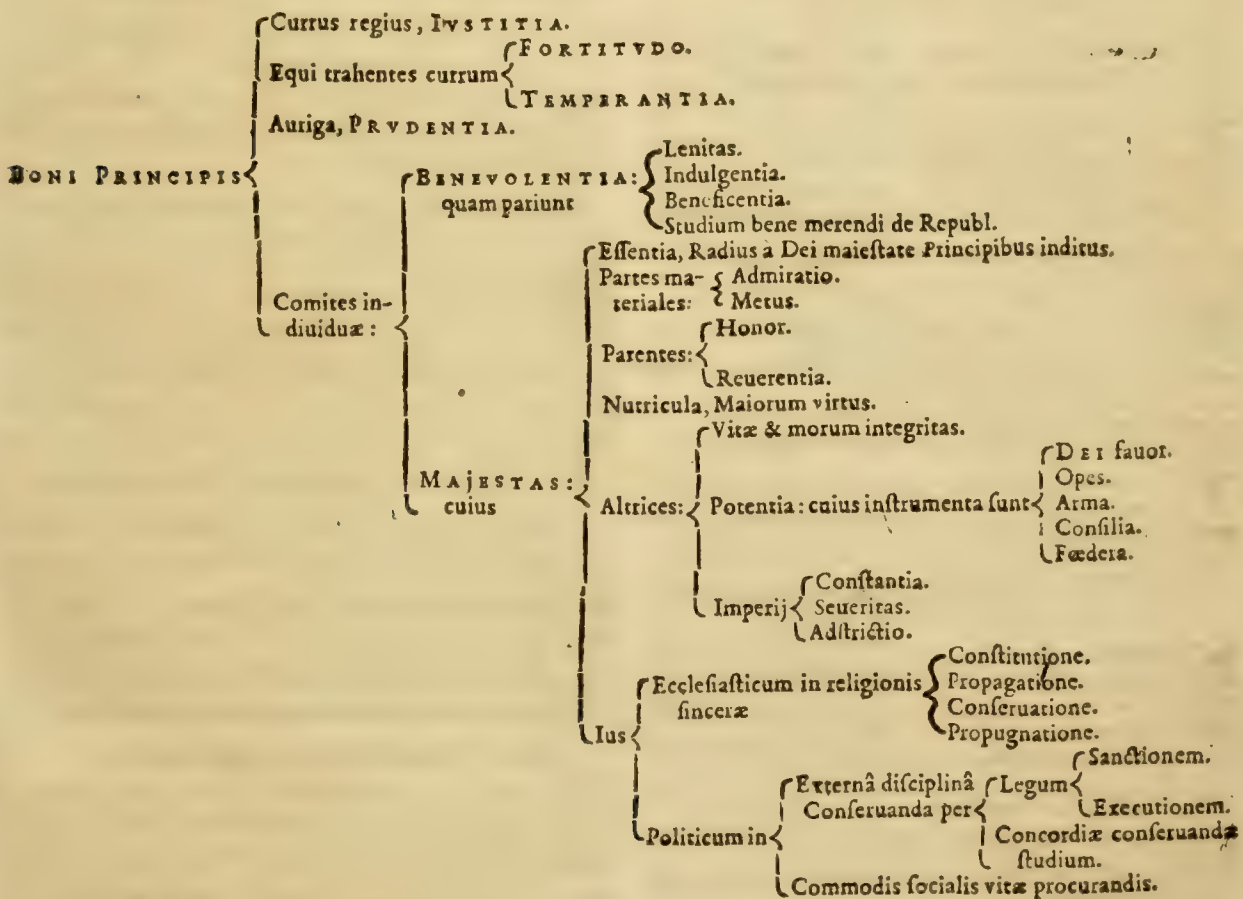 Currus regius, IVSTITIA.
Equi trahentes currum
FORTITVDO.
TEMPERANTIA.
Auriga, PRVDENTIA.
BONI PRINCIPIS
Comites in-
diuiduæ:
BENEVOLENTIA:
quam pariunt
Lenitas.
Indulgentia.
Beneficentia.
Studium bene merendi de Republ.
MAjESTAS:
cuius
Eſſentia, Radius à Dei maieſtate Principibus inditus.
Partes ma-
teriales:
Admiratio.
Metus.
Parentes:
Honor.
Reuerentia.
Nutricula, Maiorum virtus.
Altrices:
Vitæ & morum integritas.
Potentia: cuius inſtrumenta ſunt
DEI fauor.
Opes.
Arma.
Conſilia.
Fœdera.
Imperij
Conſtantia.
Seueritas.
Adſtrictio.
Ius
Eccleſiaſticum in religionis
ſinceræ
Conſtitutione.
Propagatione.
Conſeruatione.
Propugnatione.
Politicum in
Externâ diſciplinâ
Conſeruanda per
Legum
Sanctionem.
Executionem.
Concordiæ conſeruandæ
ſtudium.
Commodis ſocialis vitæ procurandis.